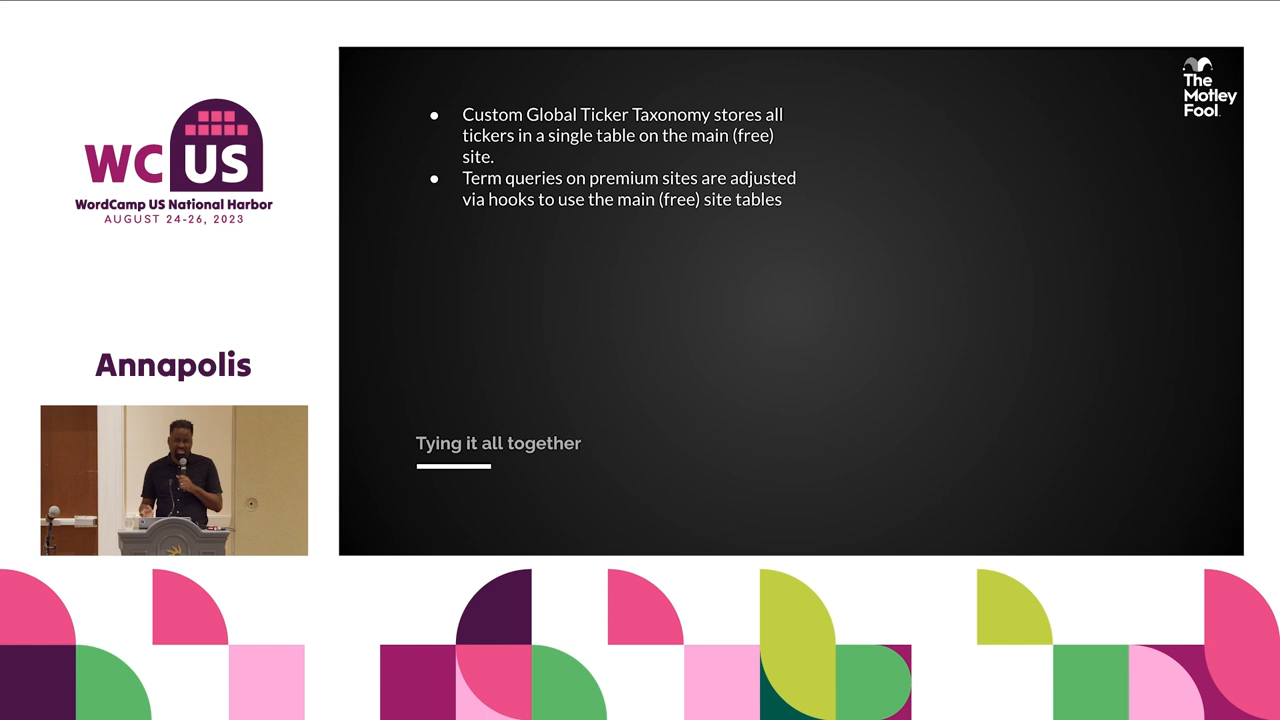 WC US
WordCamp US National Harbor
AUGUST 24-26, 2023
Annapolis
The
Motley
Fool.
● Custom Global Ticker Taxonomy stores all
tickers in a single table on the main (free)
site.
● Term queries on premium sites are adjusted
via hooks to use the main (free) site tables
Tying it all together